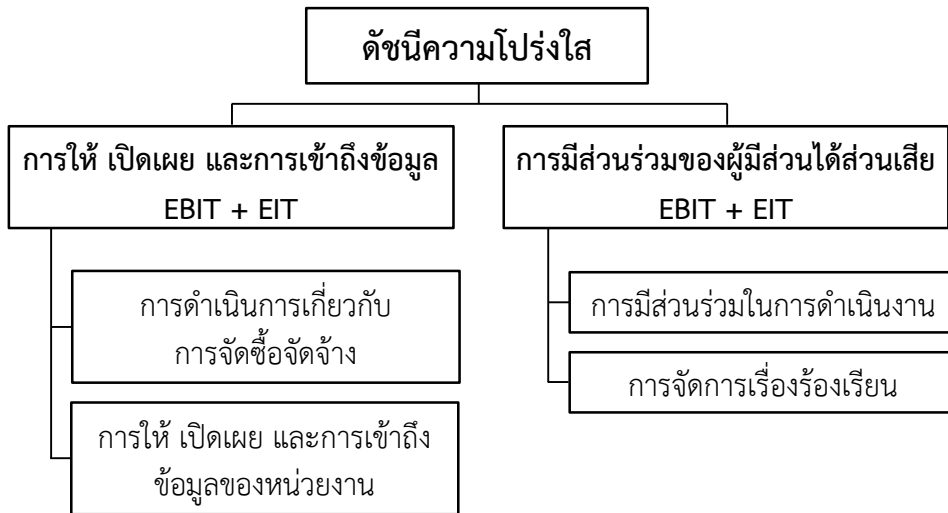 ดัชนีความโปร่งใส
การให้ เปิดเผย และการเข้าถึงข้อมูล
EBIT + EIT
การดำเนินการเกี่ยวกับ
การจัดซื้อจัดจ้าง
การให้ เปิดเผย และการเข้าถึง
ข้อมูลของหน่วยงาน
การมีส่วนร่วมของผู้มีส่วนได้ส่วนเสีย
EBIT + EIT
การมีส่วนร่วมในการดำเนินงาน
การจัดการเรื่องร้องเรียน